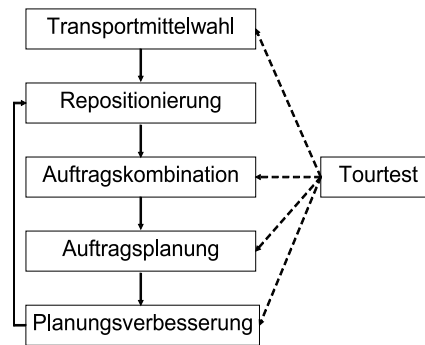 Transportmittelwahl
Repositionierung
Auftragskombination
Tourtest
Auftragsplanung
Planungsverbesserung